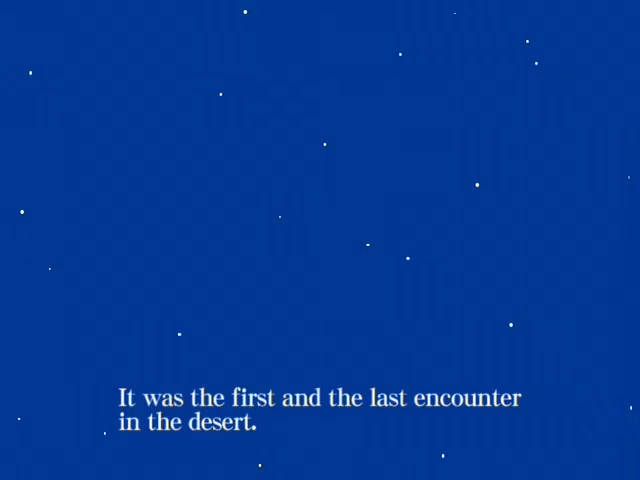 It was the first and the last encounter
in the desert.